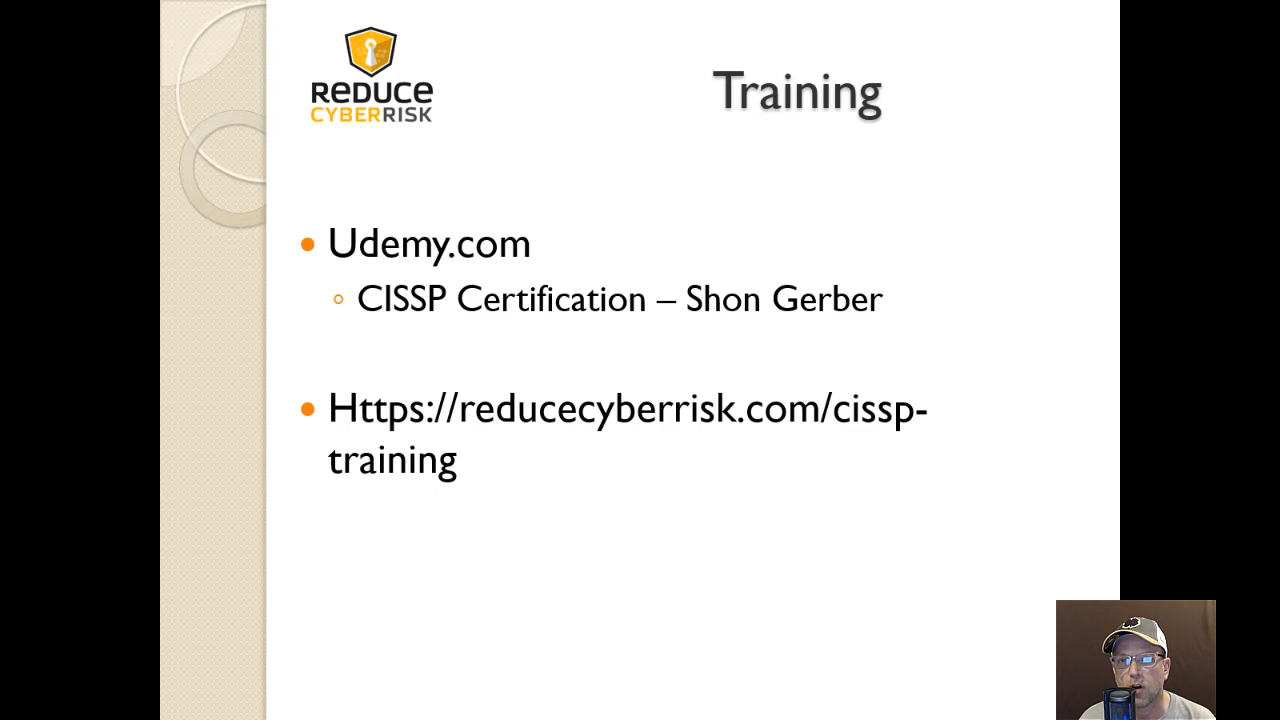 REDUCE
CYBERRISK
Training
Udemy.com
CISSP Certification – Shon Gerber
Https://reducecyberrisk.com/cissp-
training